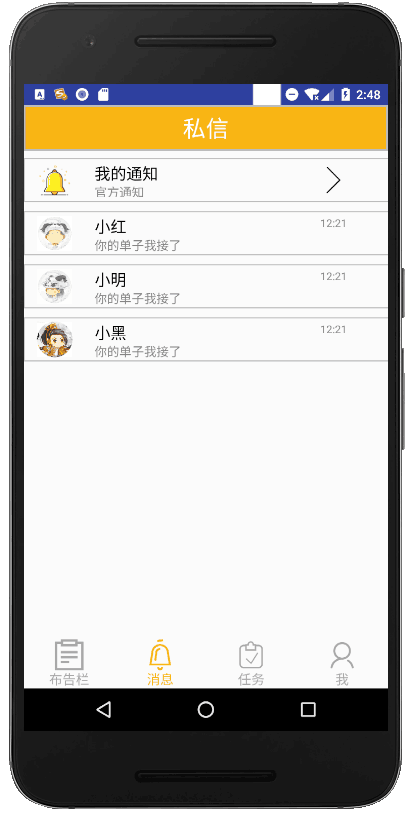 2:48
私信
我的通知
官方通知
小红
12:21
你的单子我接了
小明
12:21
你的单子我接了
小黑
12:21
你的单子我接了
布告栏
消息
任务
我